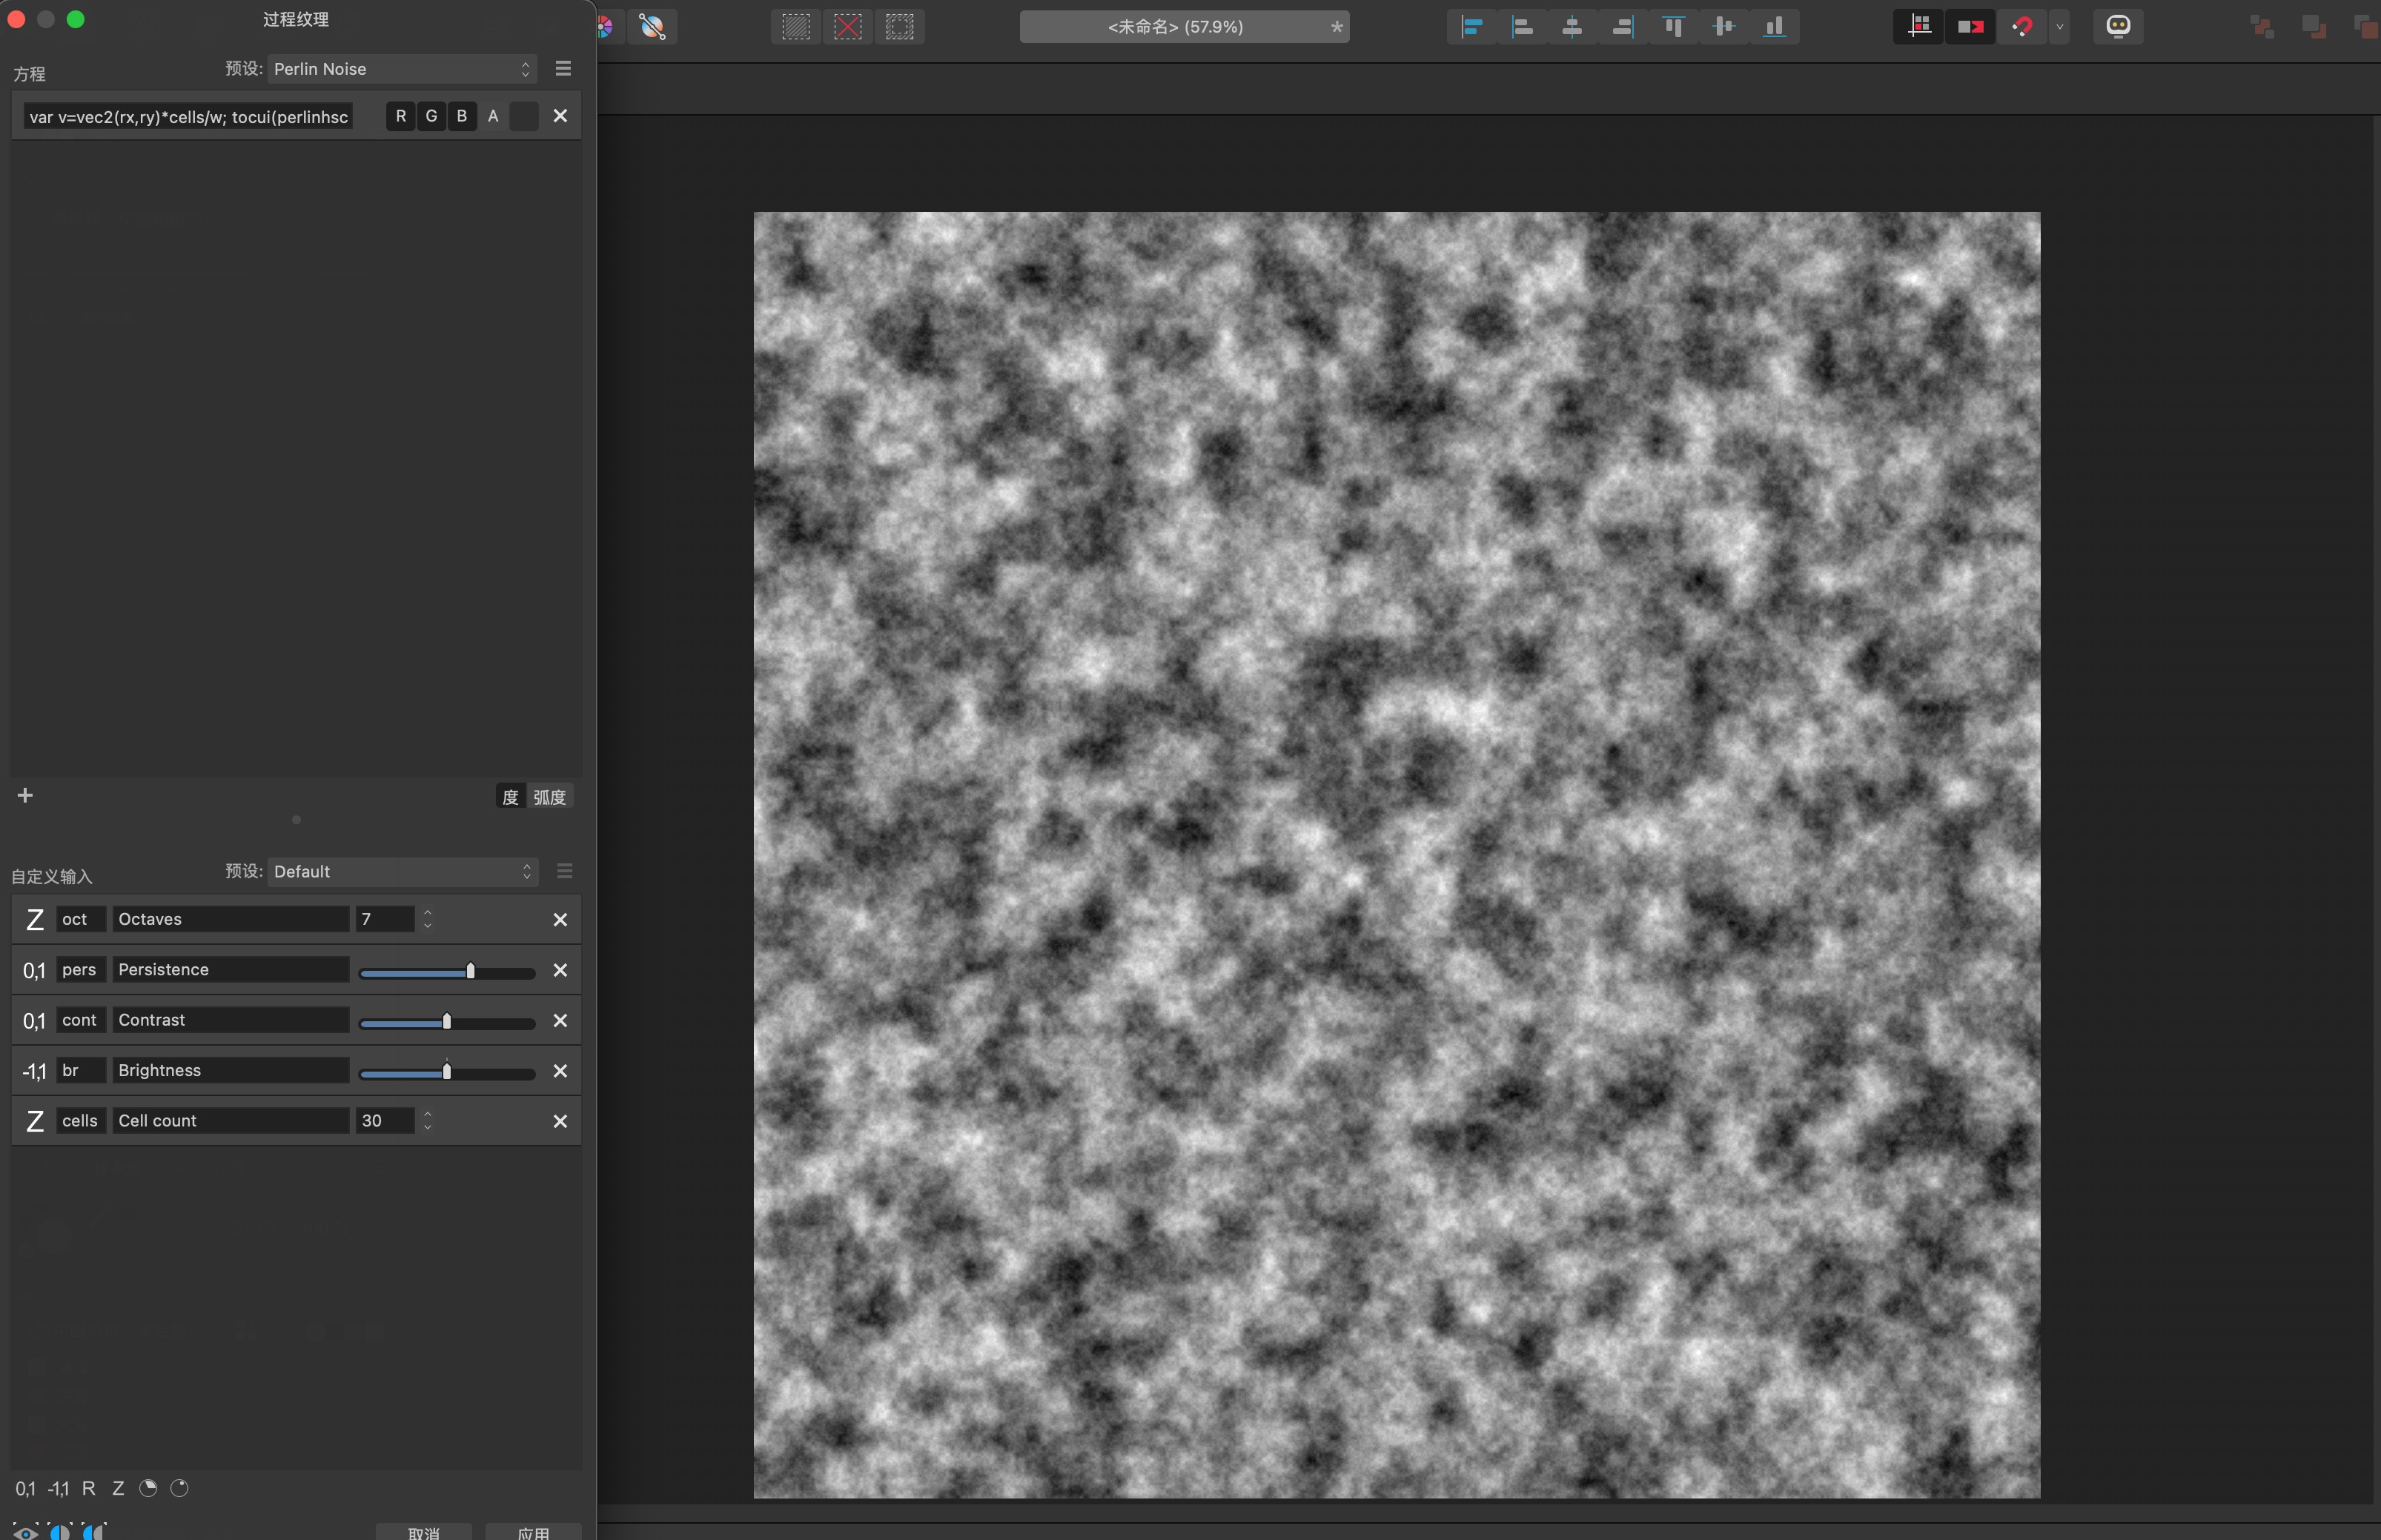 过程纹理
<未命名> (57.9%)
*
方程
预设: Perlin Noise
var v=vec2(rx,ry)*cells/w; tocui(perlinhsc
R G B A
度 弧度
自定义输入
预设: Default
Z oct Octaves 7
0,1 pers Persistence
0,1 cont Contrast
-1,1 br Brightness
Z cells Cell count 30
0,1 -1,1 R Z
取消 应用